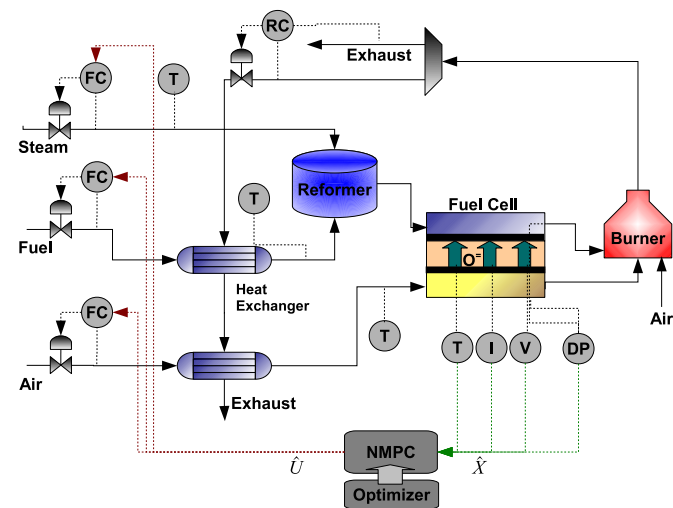 RC
Exhaust
FC
T
Steam
Reformer
FC
T
Fuel Cell
Fuel
O=
Burner
Heat
Exchanger
FC
Air
T
T
I
V
DP
Air
Exhaust
NMPC
Û
X̂
Optimizer